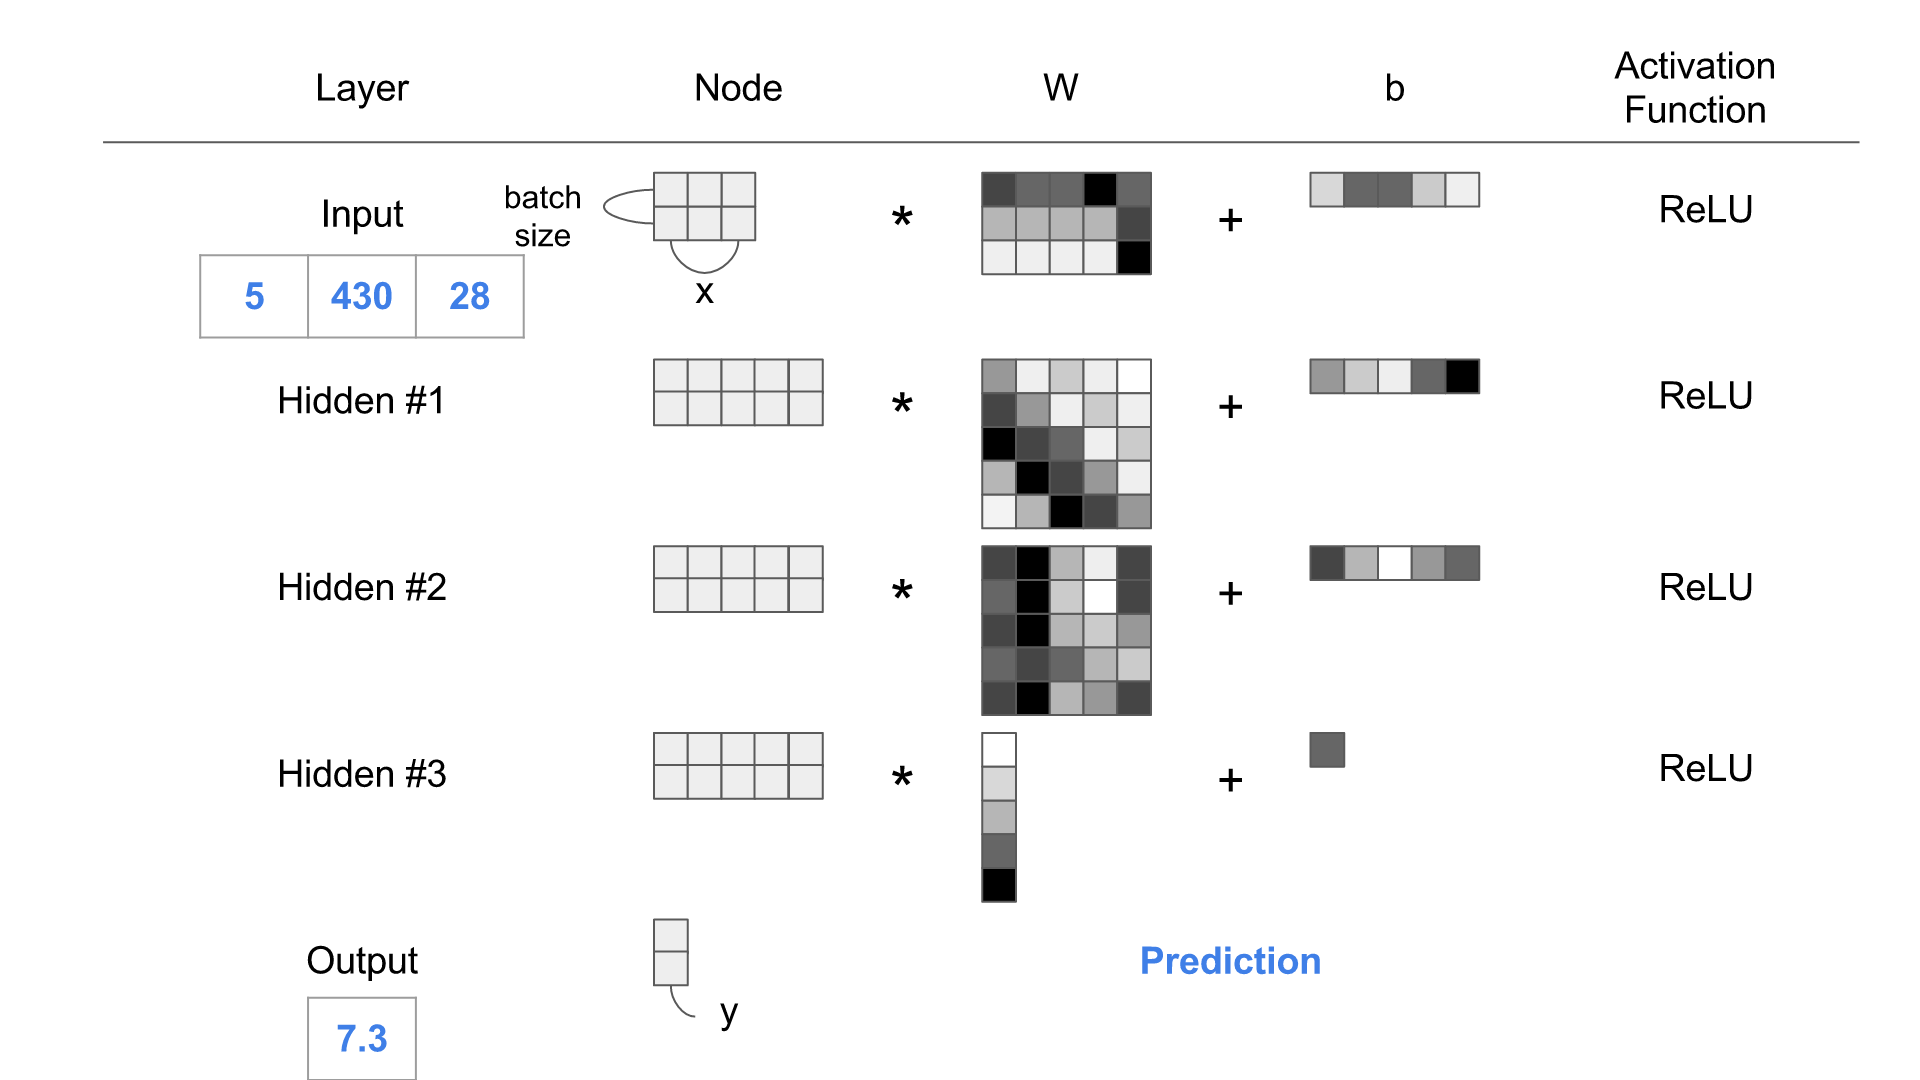 Layer Node W b Activation
Function
Input batch
size * + ReLU
x
5 430 28
Hidden #1 * + ReLU
Hidden #2 * + ReLU
Hidden #3 * + ReLU
Output Prediction
y
7.3